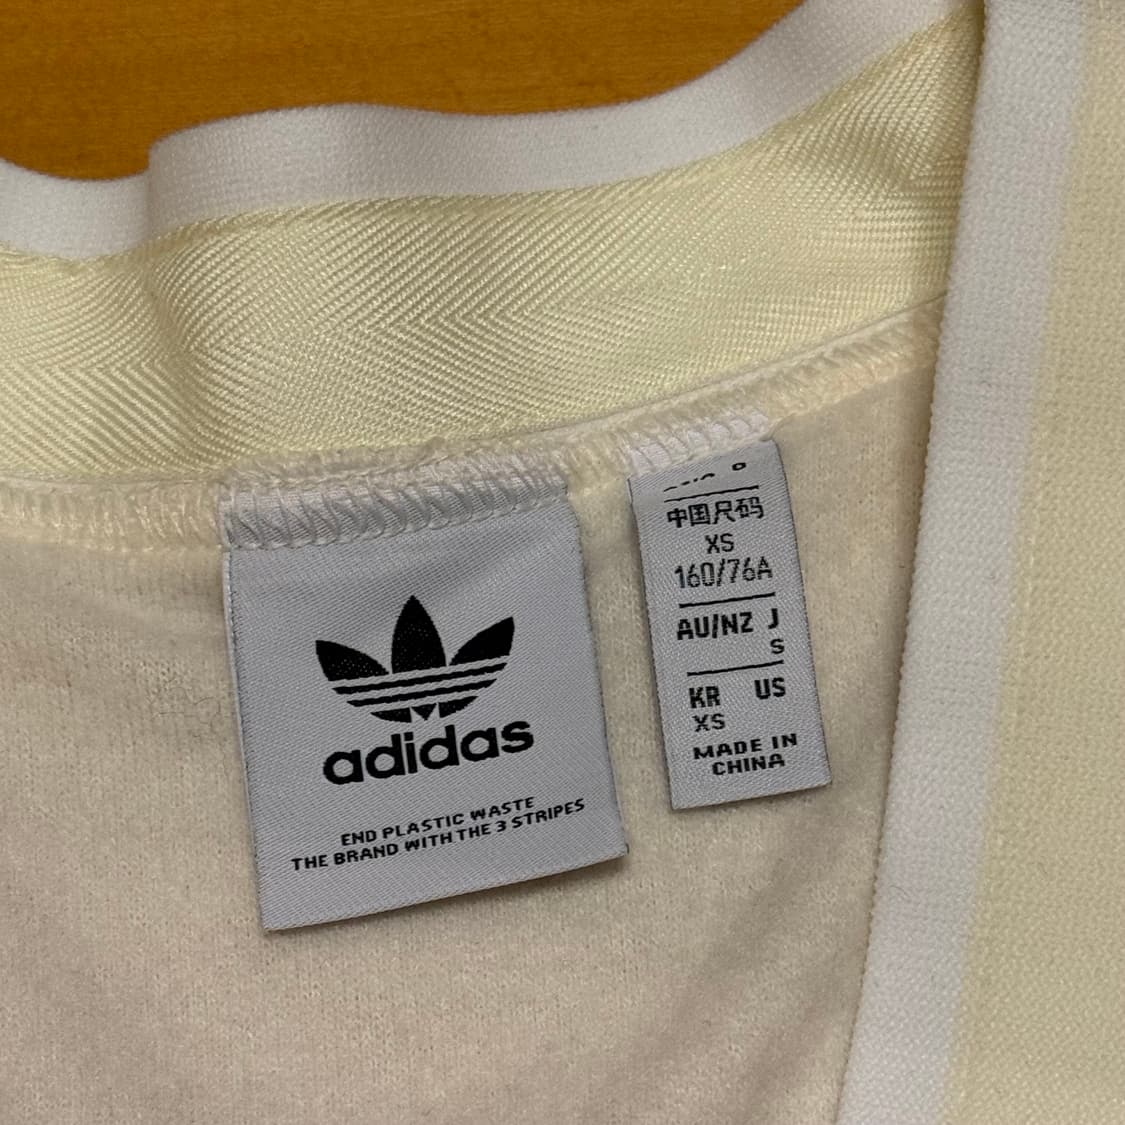 adidas
END PLASTIC WASTE
THE BRAND WITH THE 3 STRIPES
中国尺码
XS
160/76A
AU/NZ J
S
KR US
XS
MADE IN
CHINA